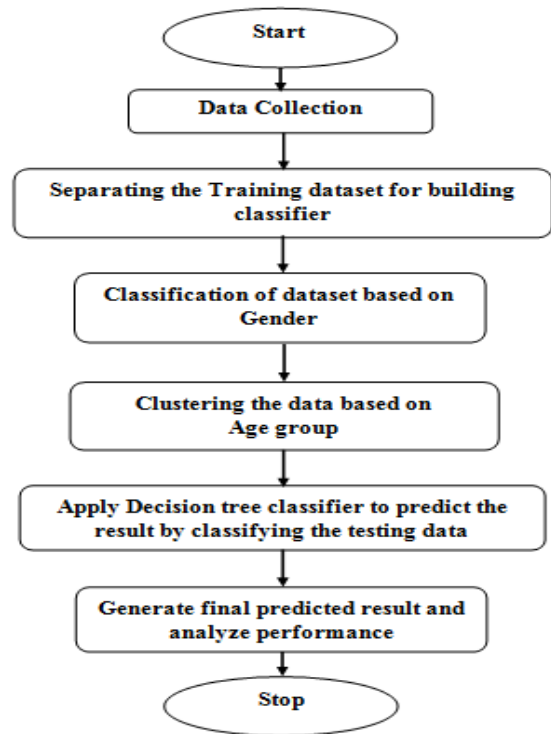 Start
Data Collection
Separating the Training dataset for building
classifier
Classification of dataset based on
Gender
Clustering the data based on
Age group
Apply Decision tree classifier to predict the
result by classifying the testing data
Generate final predicted result and
analyze performance
Stop